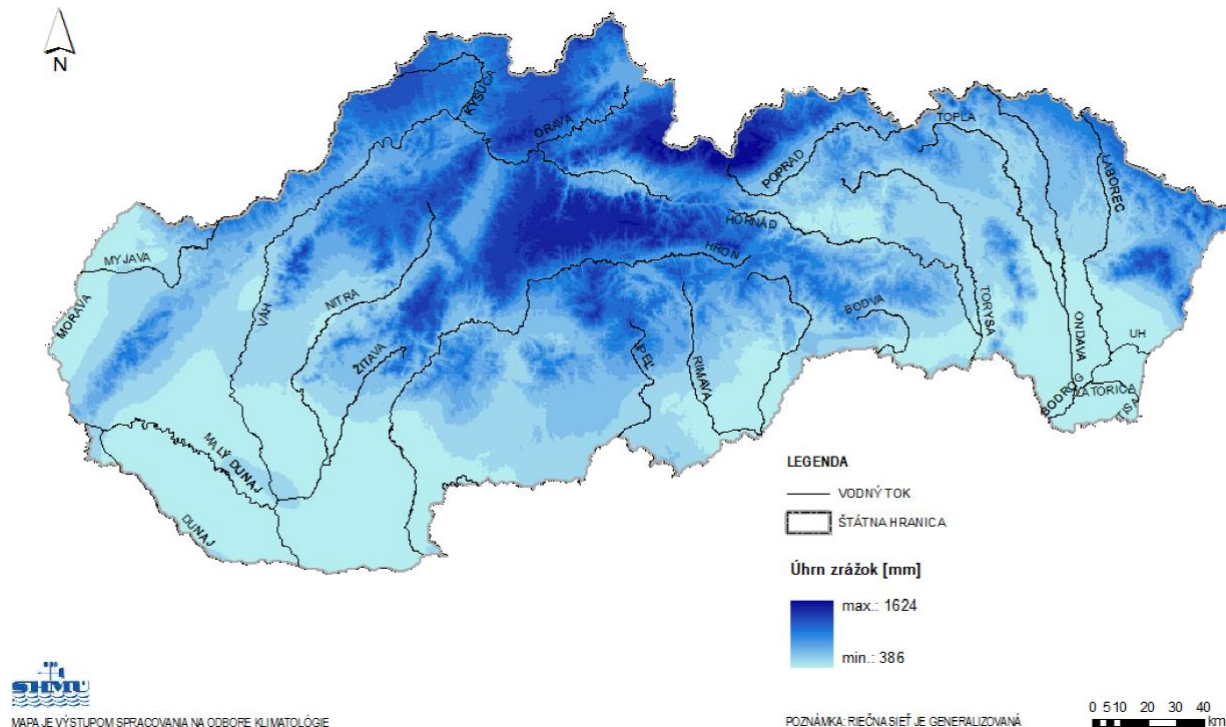 N
KYSUCA
ORAVA
POPRAD
TOPĽA
LABOREC
HORNÁD
HRON
MYJAVA
MORAVA
VÁH
NITRA
ŽITAVA
IPEĽ
RIMAVA
BODVA
TORYSA
ONDAVA
UH
BODROG
LATORICA
TISA
MALÝ DUNAJ
DUNAJ
LEGENDA
VODNÝ TOK
ŠTÁTNA HRANICA
Úhrn zrážok [mm]
max.: 1624
min.: 386
SHMÚ
MAPA JE VÝSTUPOM SPRACOVANIA NA ODBORE KLIMATOLÓGIE
POZNÁMKA: RIEČNA SIEŤ JE GENERALIZOVANÁ
0 5 10 20 30 40
km